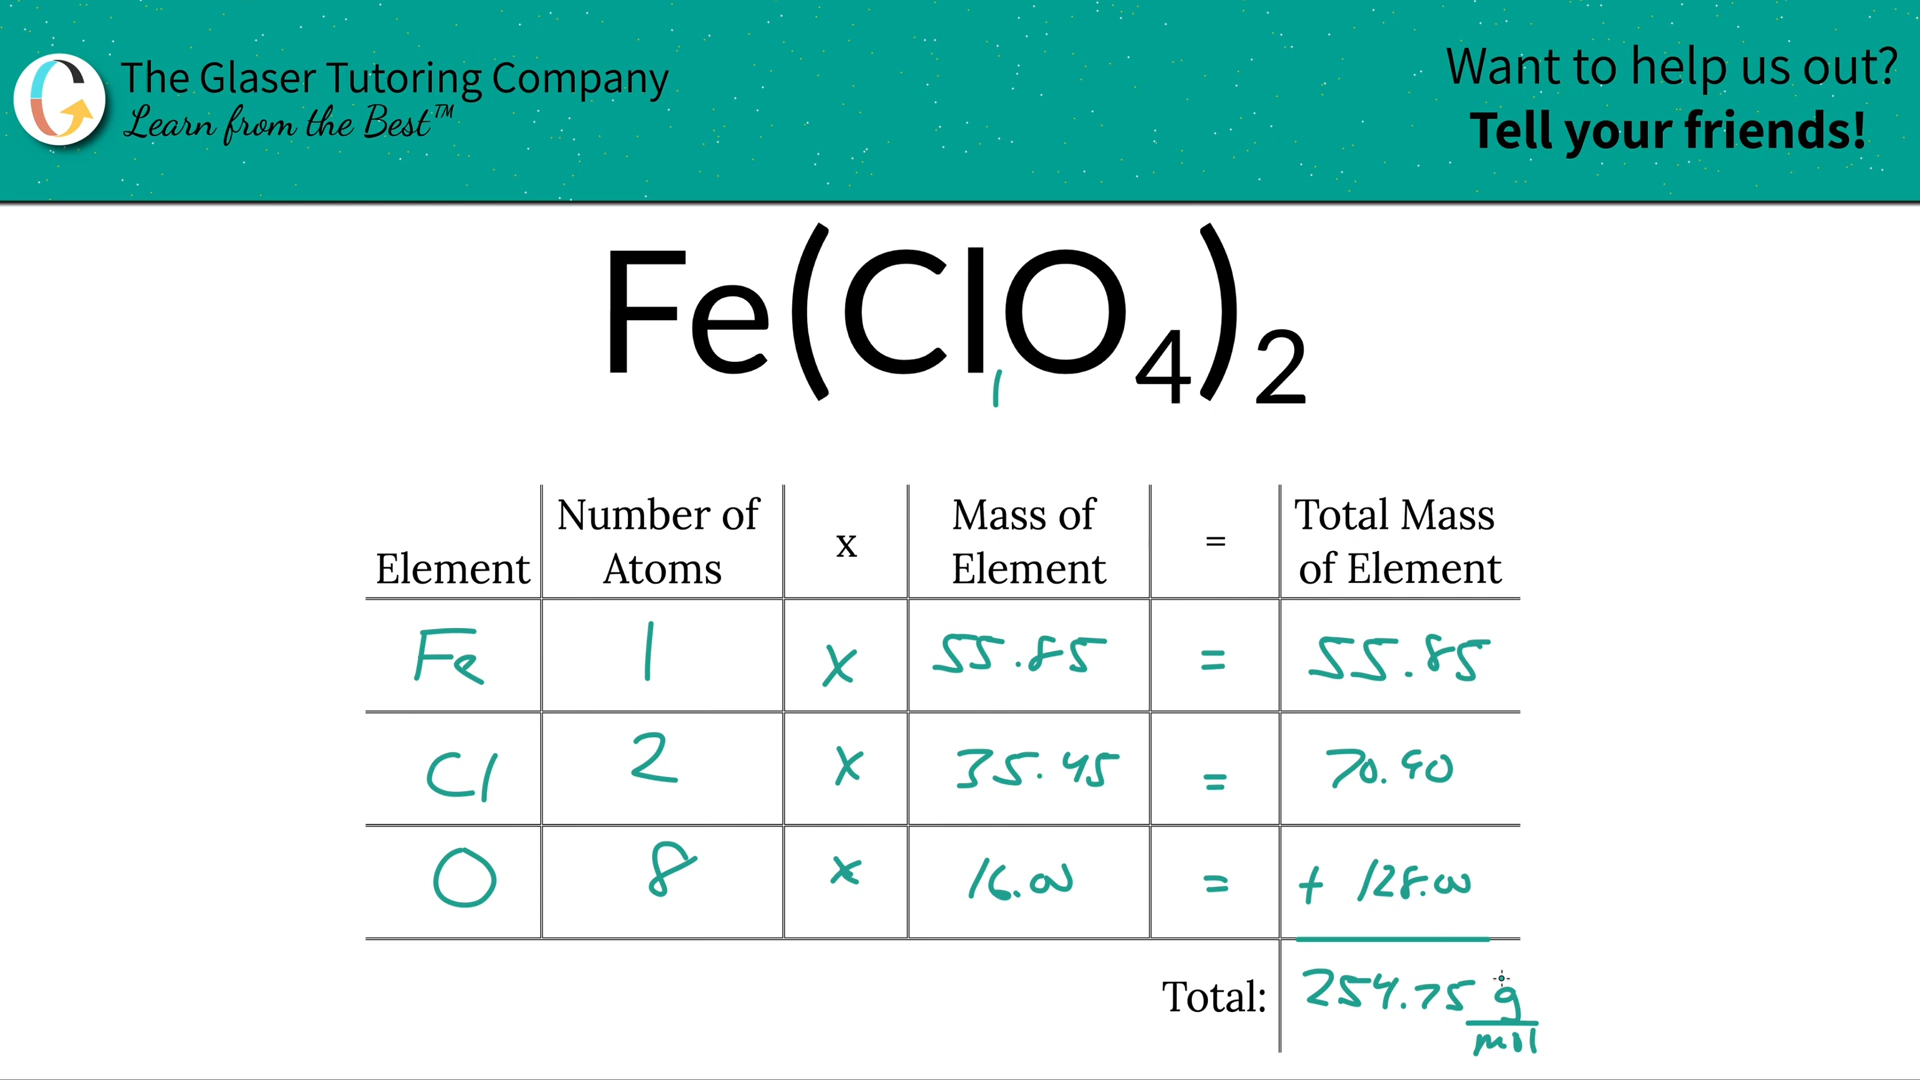 The Glaser Tutoring Company
Learn from the Best™
Want to help us out?
Tell your friends!
Fe(ClO4)2
1
Element | Number of Atoms | x | Mass of Element | = | Total Mass of Element
Fe | 1 | x | 55.85 | = | 55.85
Cl | 2 | x | 35.45 | = | 70.90
O | 8 | x | 16.00 | = | + 128.00
Total: 254.75 g/mol